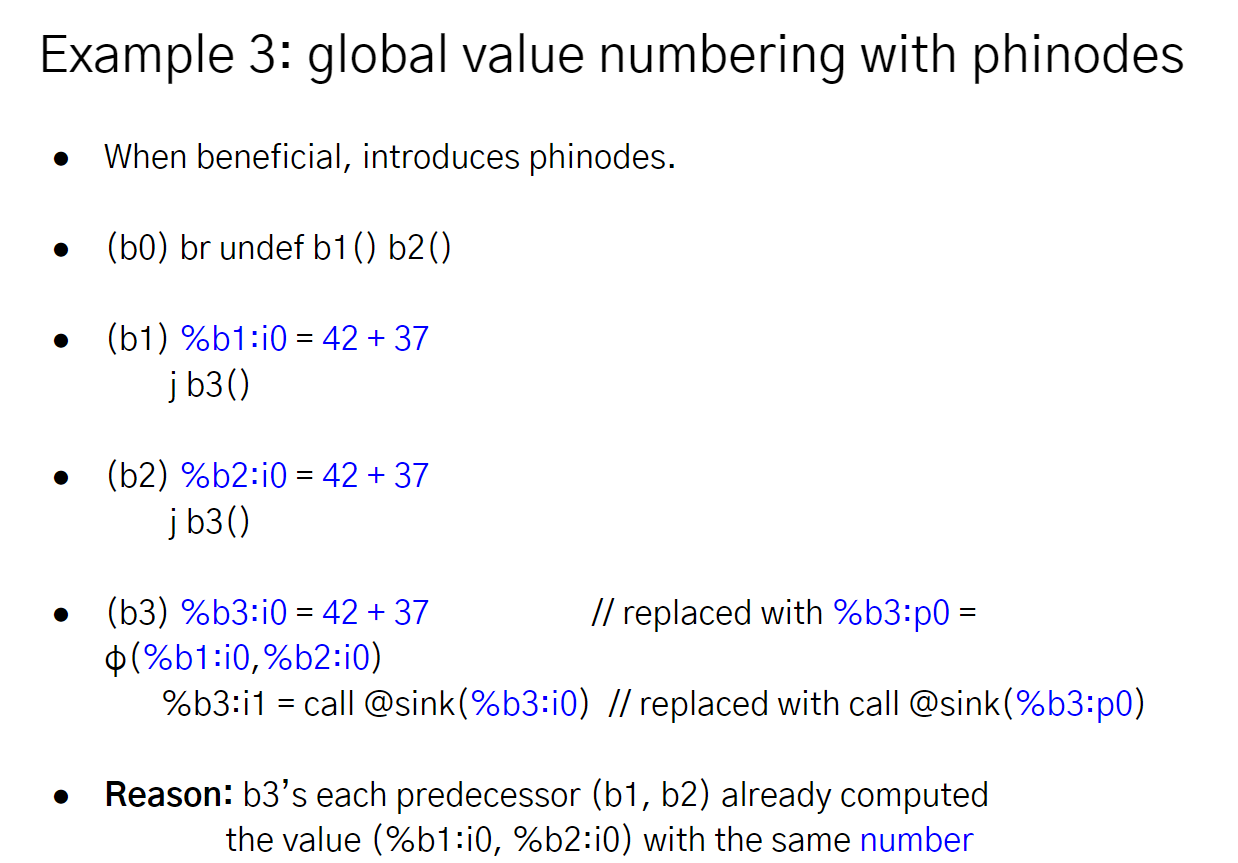 Example 3: global value numbering with phinodes
● When beneficial, introduces phinodes.
● (b0) br undef b1() b2()
● (b1) %b1:i0 = 42 + 37
j b3()
● (b2) %b2:i0 = 42 + 37
j b3()
● (b3) %b3:i0 = 42 + 37 // replaced with %b3:p0 =
ϕ(%b1:i0,%b2:i0)
%b3:i1 = call @sink(%b3:i0) // replaced with call @sink(%b3:p0)
● Reason: b3’s each predecessor (b1, b2) already computed
the value (%b1:i0, %b2:i0) with the same number